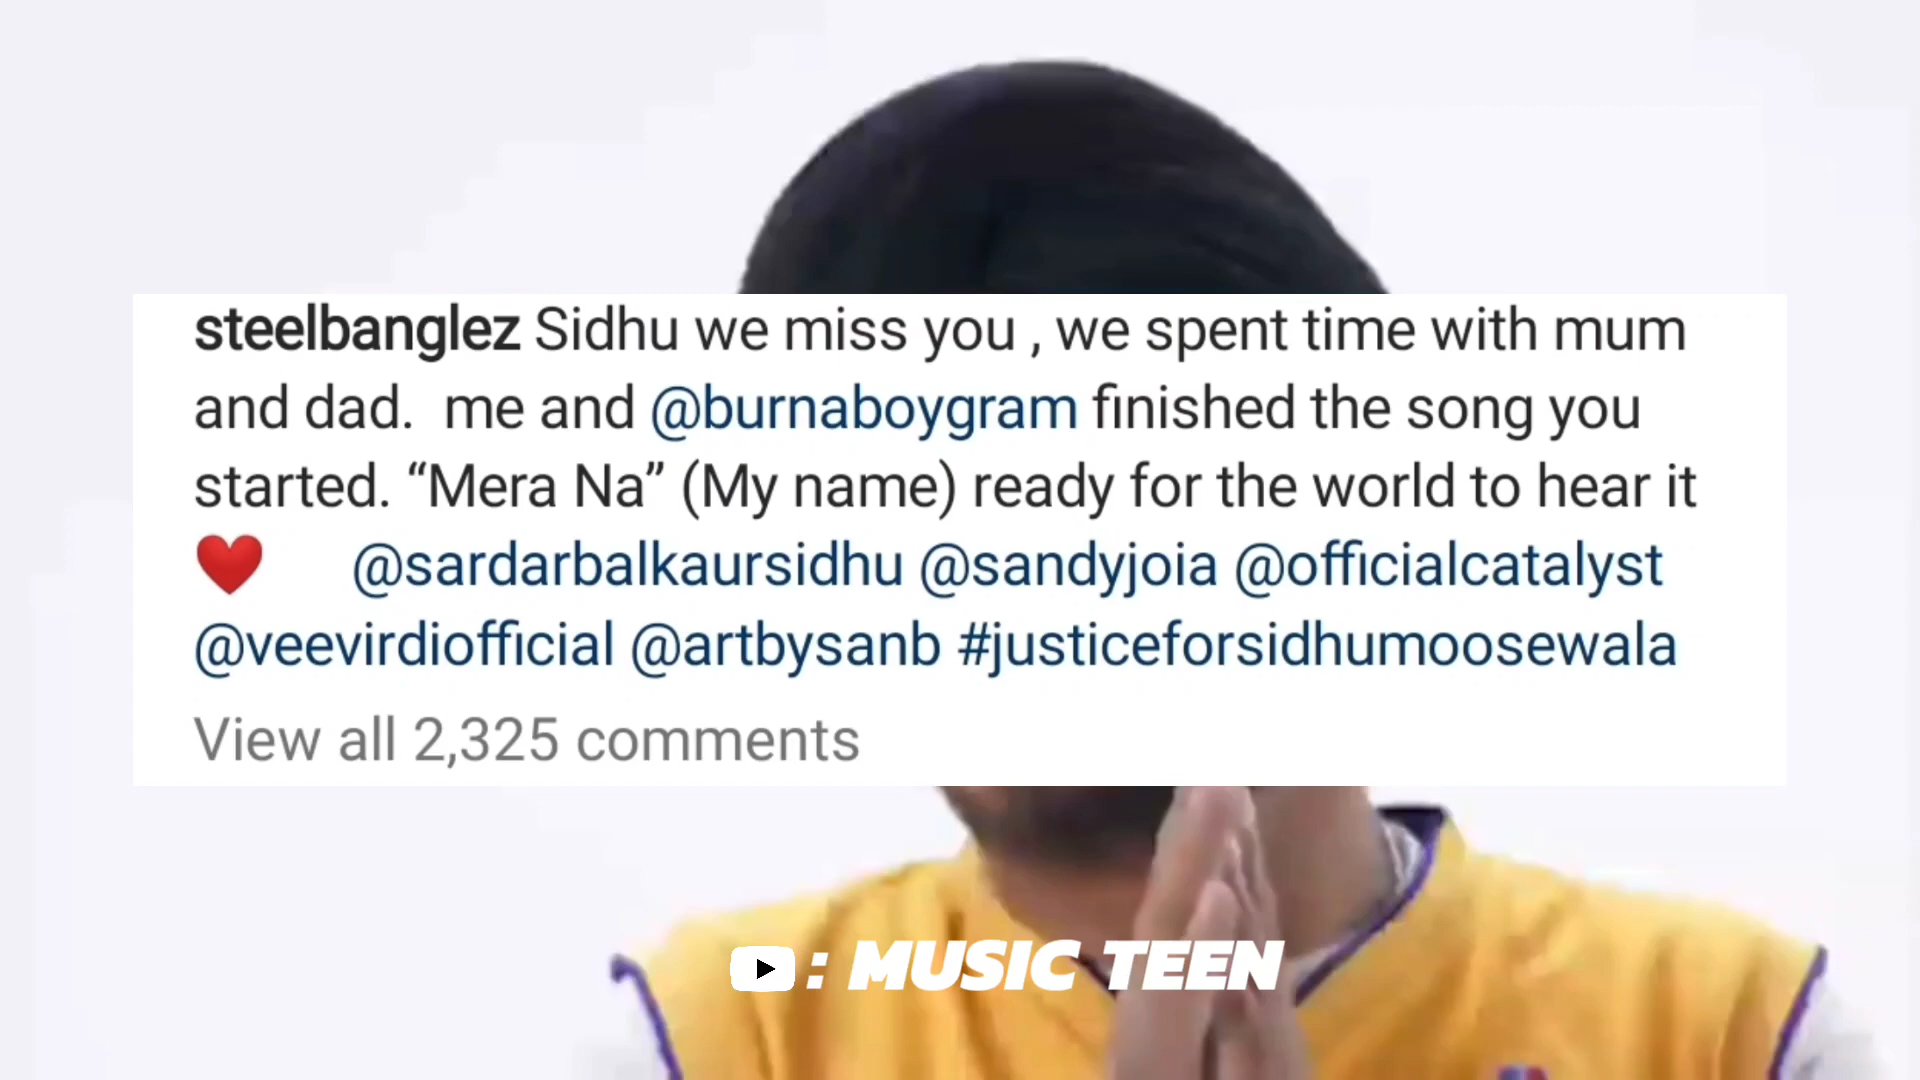 steelbanglez Sidhu we miss you , we spent time with mum
and dad.  me and @burnaboygram finished the song you
started. “Mera Na” (My name) ready for the world to hear it
❤️ @sardarbalkaursidhu @sandyjoia @officialcatalyst
@veevirdiofficial @artbysanb #justiceforsidhumoosewala
View all 2,325 comments
: MUSIC TEEN